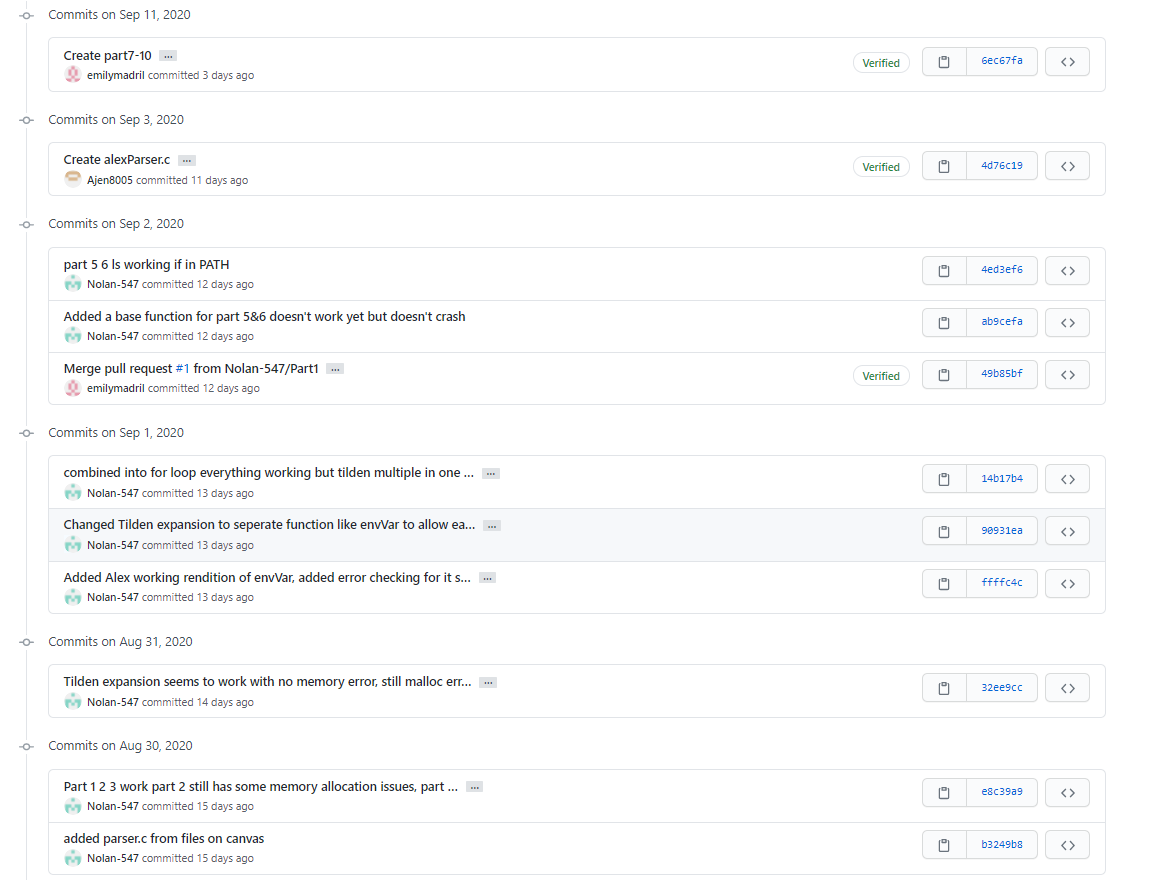 Commits on Sep 11, 2020
Create part7-10 …
emilymadril committed 3 days ago
Verified
6ec67fa
Commits on Sep 3, 2020
Create alexParser.c …
Ajen8005 committed 11 days ago
Verified
4d76c19
Commits on Sep 2, 2020
part 5 6 ls working if in PATH
Nolan-547 committed 12 days ago
4ed3ef6
Added a base function for part 5&6 doesn't work yet but doesn't crash
Nolan-547 committed 12 days ago
ab9cefa
Merge pull request #1 from Nolan-547/Part1 …
emilymadril committed 12 days ago
Verified
49b85bf
Commits on Sep 1, 2020
combined into for loop everything working but tilden multiple in one … …
Nolan-547 committed 13 days ago
14b17b4
Changed Tilden expansion to seperate function like envVar to allow ea… …
Nolan-547 committed 13 days ago
90931ea
Added Alex working rendition of envVar, added error checking for it s… …
Nolan-547 committed 13 days ago
ffffc4c
Commits on Aug 31, 2020
Tilden expansion seems to work with no memory error, still malloc err… …
Nolan-547 committed 14 days ago
32ee9cc
Commits on Aug 30, 2020
Part 1 2 3 work part 2 still has some memory allocation issues, part … …
Nolan-547 committed 15 days ago
e8c39a9
added parser.c from files on canvas
Nolan-547 committed 15 days ago
b3249b8